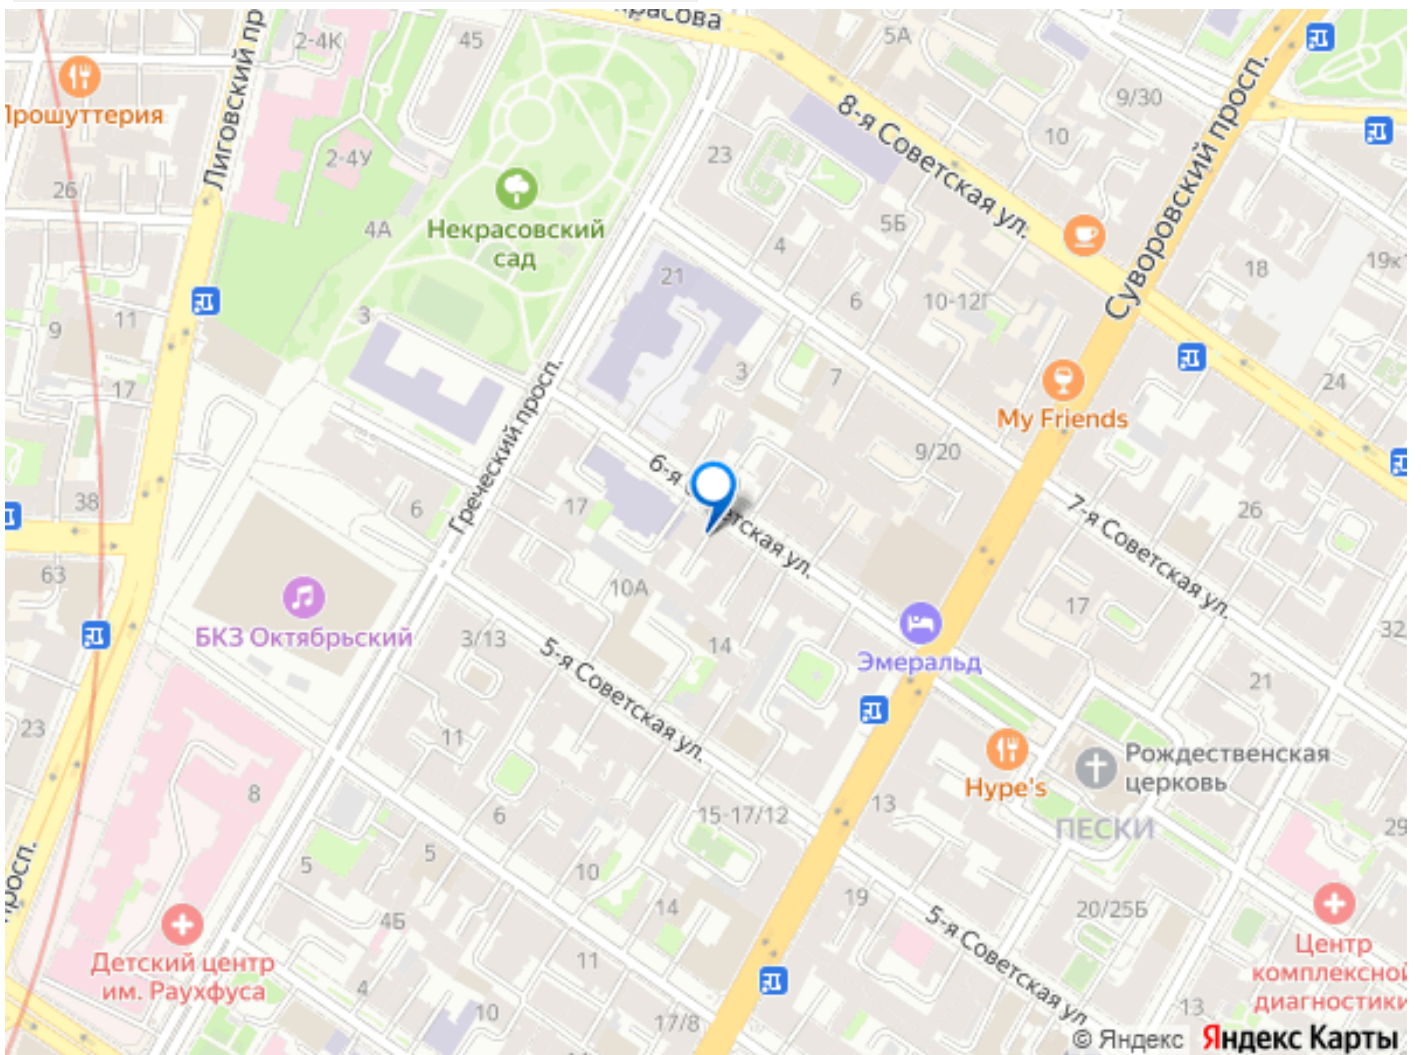 2-4К
45
5А
9/30
10
Прошуттерия
Лиговский пр
2-4У
23
8-я Советская ул.
Суворовский просп.
26
4А
Некрасовский
сад
5Б
4
21
6
10-12Г
18
19к
9
11
3
17
3
7
24
My Friends
Греческий просп.
9/20
38
6
17
6-я Советская ул.
26
7-я Советская ул.
63
10А
17
БКЗ Октябрьский
3/13
5-я Советская ул.
14
Эмеральд
32
21
23
11
Рождественская
церковь
Hype's
8
6
15-17/12
13
ПЕСКИ
29
просп.
5
5
10
14
19
4Б
20/25Б
5-я Советская ул
Детский центр
им. Раухфуса
11
4
10
17/8
13
Центр
комплексной
диагностики
© Яндекс Яндекс Карты